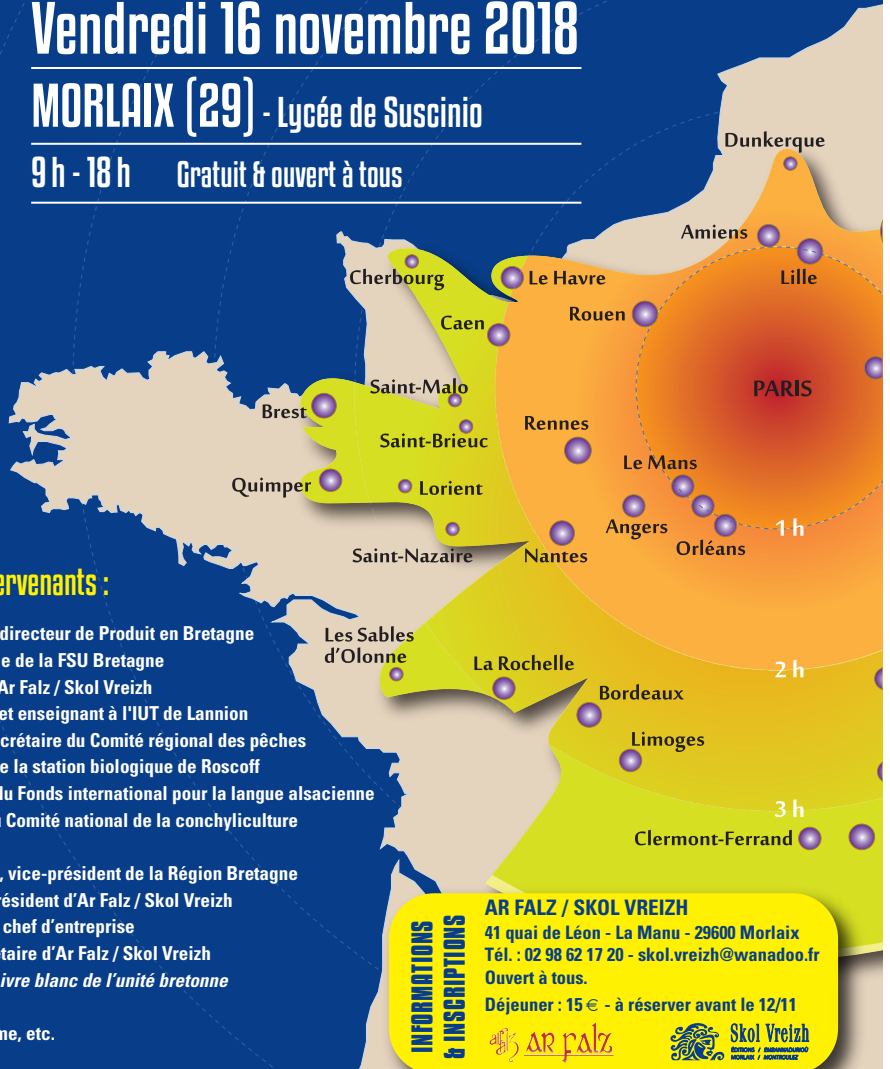 Vendredi 16 novembre 2018
MORLAIX (29) - Lycée de Suscinio
9 h - 18 h Gratuit & ouvert à tous
Dunkerque
Amiens
Lille
Cherbourg
Le Havre
Rouen
Caen
PARIS
Saint-Malo
Brest
Rennes
Saint-Brieuc
Le Mans
Quimper
Lorient
Angers
1 h
Orléans
Saint-Nazaire
Nantes
Les Sables
d'Olonne
La Rochelle
2 h
Bordeaux
Limoges
3 h
Clermont-Ferrand
ervenants :
directeur de Produit en Bretagne
e de la FSU Bretagne
Ar Falz / Skol Vreizh
et enseignant à l'IUT de Lannion
crétaire du Comité régional des pêches
e la station biologique de Roscoff
du Fonds international pour la langue alsacienne
u Comité national de la conchyliculture
, vice-président de la Région Bretagne
résident d’Ar Falz / Skol Vreizh
chef d’entreprise
étaire d’Ar Falz / Skol Vreizh
ivre blanc de l’unité bretonne
me, etc.
INFORMATIONS
& INSCRIPTIONS
AR FALZ / SKOL VREIZH
41 quai de Léon - La Manu - 29600 Morlaix
Tél. : 02 98 62 17 20 - skol.vreizh@wanadoo.fr
Ouvert à tous.
Déjeuner : 15 € - à réserver avant le 12/11
AR FALZ
Skol Vreizh
ÉDITIONS / EMBANNADURIOÙ
MORLAIX / MONTROULEZ